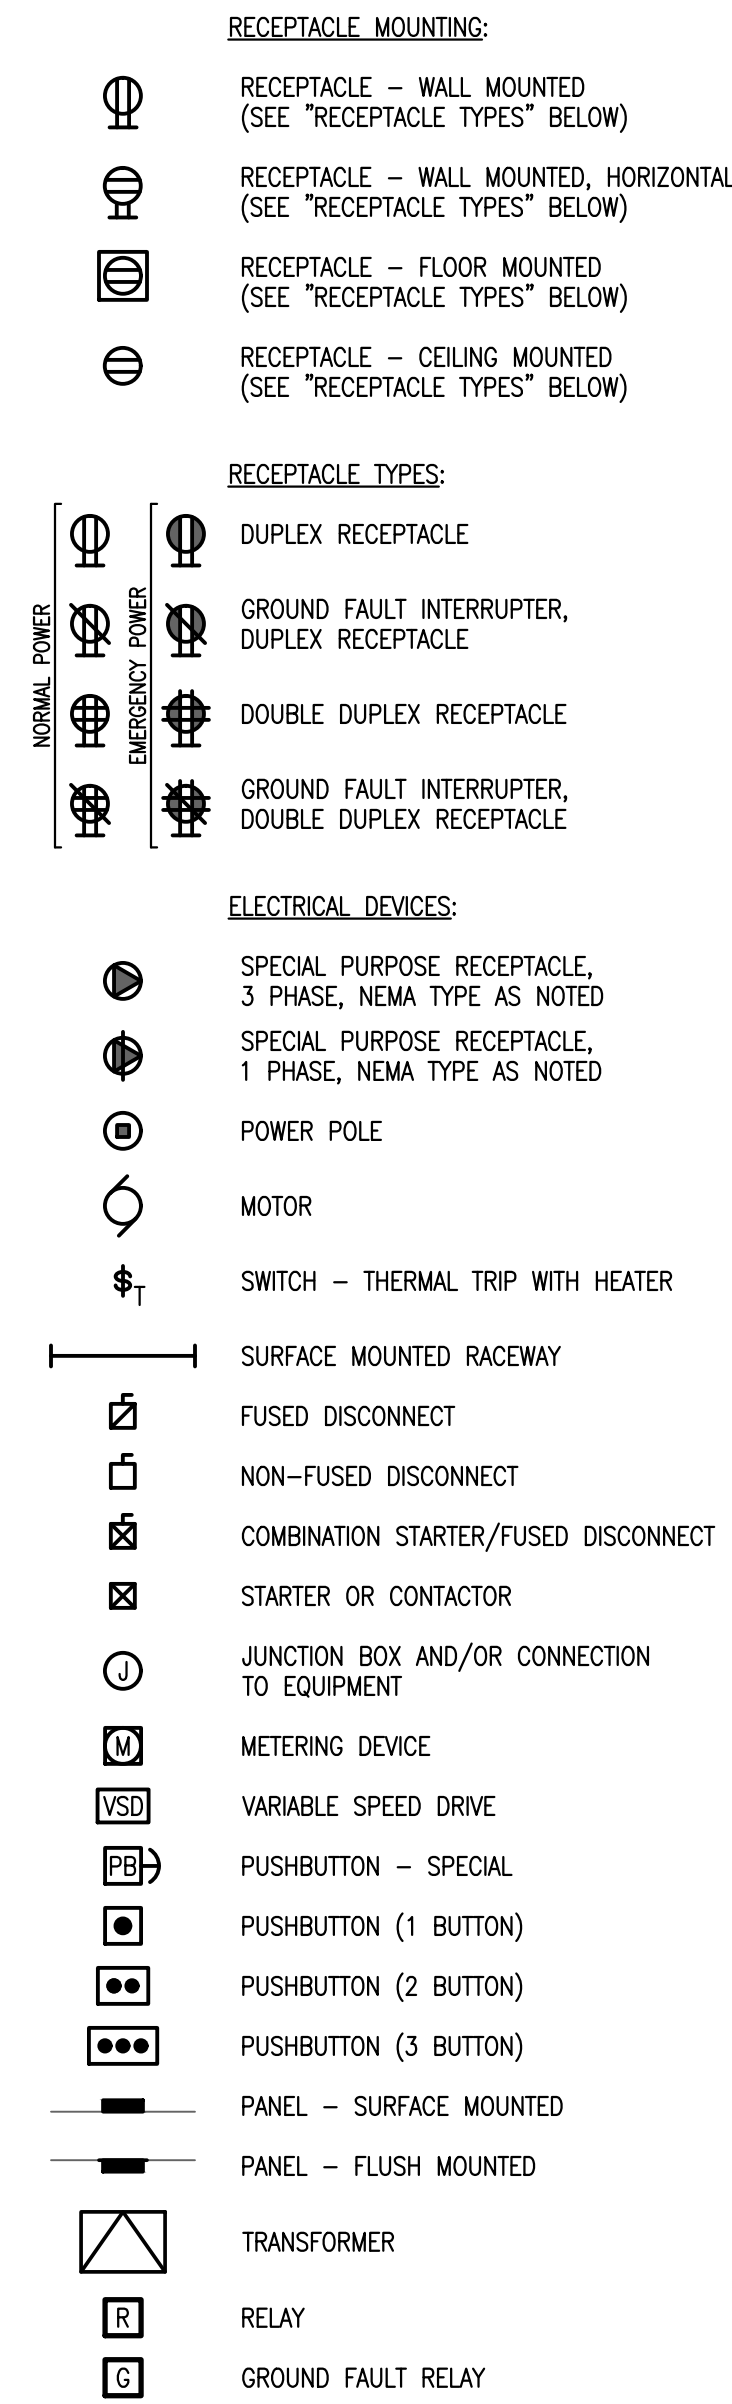 RECEPTACLE MOUNTING:
RECEPTACLE – WALL MOUNTED
(SEE "RECEPTACLE TYPES" BELOW)
RECEPTACLE – WALL MOUNTED, HORIZONTAL
(SEE "RECEPTACLE TYPES" BELOW)
RECEPTACLE – FLOOR MOUNTED
(SEE "RECEPTACLE TYPES" BELOW)
RECEPTACLE – CEILING MOUNTED
(SEE "RECEPTACLE TYPES" BELOW)
RECEPTACLE TYPES:
NORMAL POWER
EMERGENCY POWER
DUPLEX RECEPTACLE
GROUND FAULT INTERRUPTER,
DUPLEX RECEPTACLE
DOUBLE DUPLEX RECEPTACLE
GROUND FAULT INTERRUPTER,
DOUBLE DUPLEX RECEPTACLE
ELECTRICAL DEVICES:
SPECIAL PURPOSE RECEPTACLE,
3 PHASE, NEMA TYPE AS NOTED
SPECIAL PURPOSE RECEPTACLE,
1 PHASE, NEMA TYPE AS NOTED
POWER POLE
MOTOR
$T SWITCH – THERMAL TRIP WITH HEATER
SURFACE MOUNTED RACEWAY
FUSED DISCONNECT
NON–FUSED DISCONNECT
COMBINATION STARTER/FUSED DISCONNECT
STARTER OR CONTACTOR
J JUNCTION BOX AND/OR CONNECTION
TO EQUIPMENT
M METERING DEVICE
VSD VARIABLE SPEED DRIVE
PB PUSHBUTTON – SPECIAL
PUSHBUTTON (1 BUTTON)
PUSHBUTTON (2 BUTTON)
PUSHBUTTON (3 BUTTON)
PANEL – SURFACE MOUNTED
PANEL – FLUSH MOUNTED
TRANSFORMER
R RELAY
G GROUND FAULT RELAY